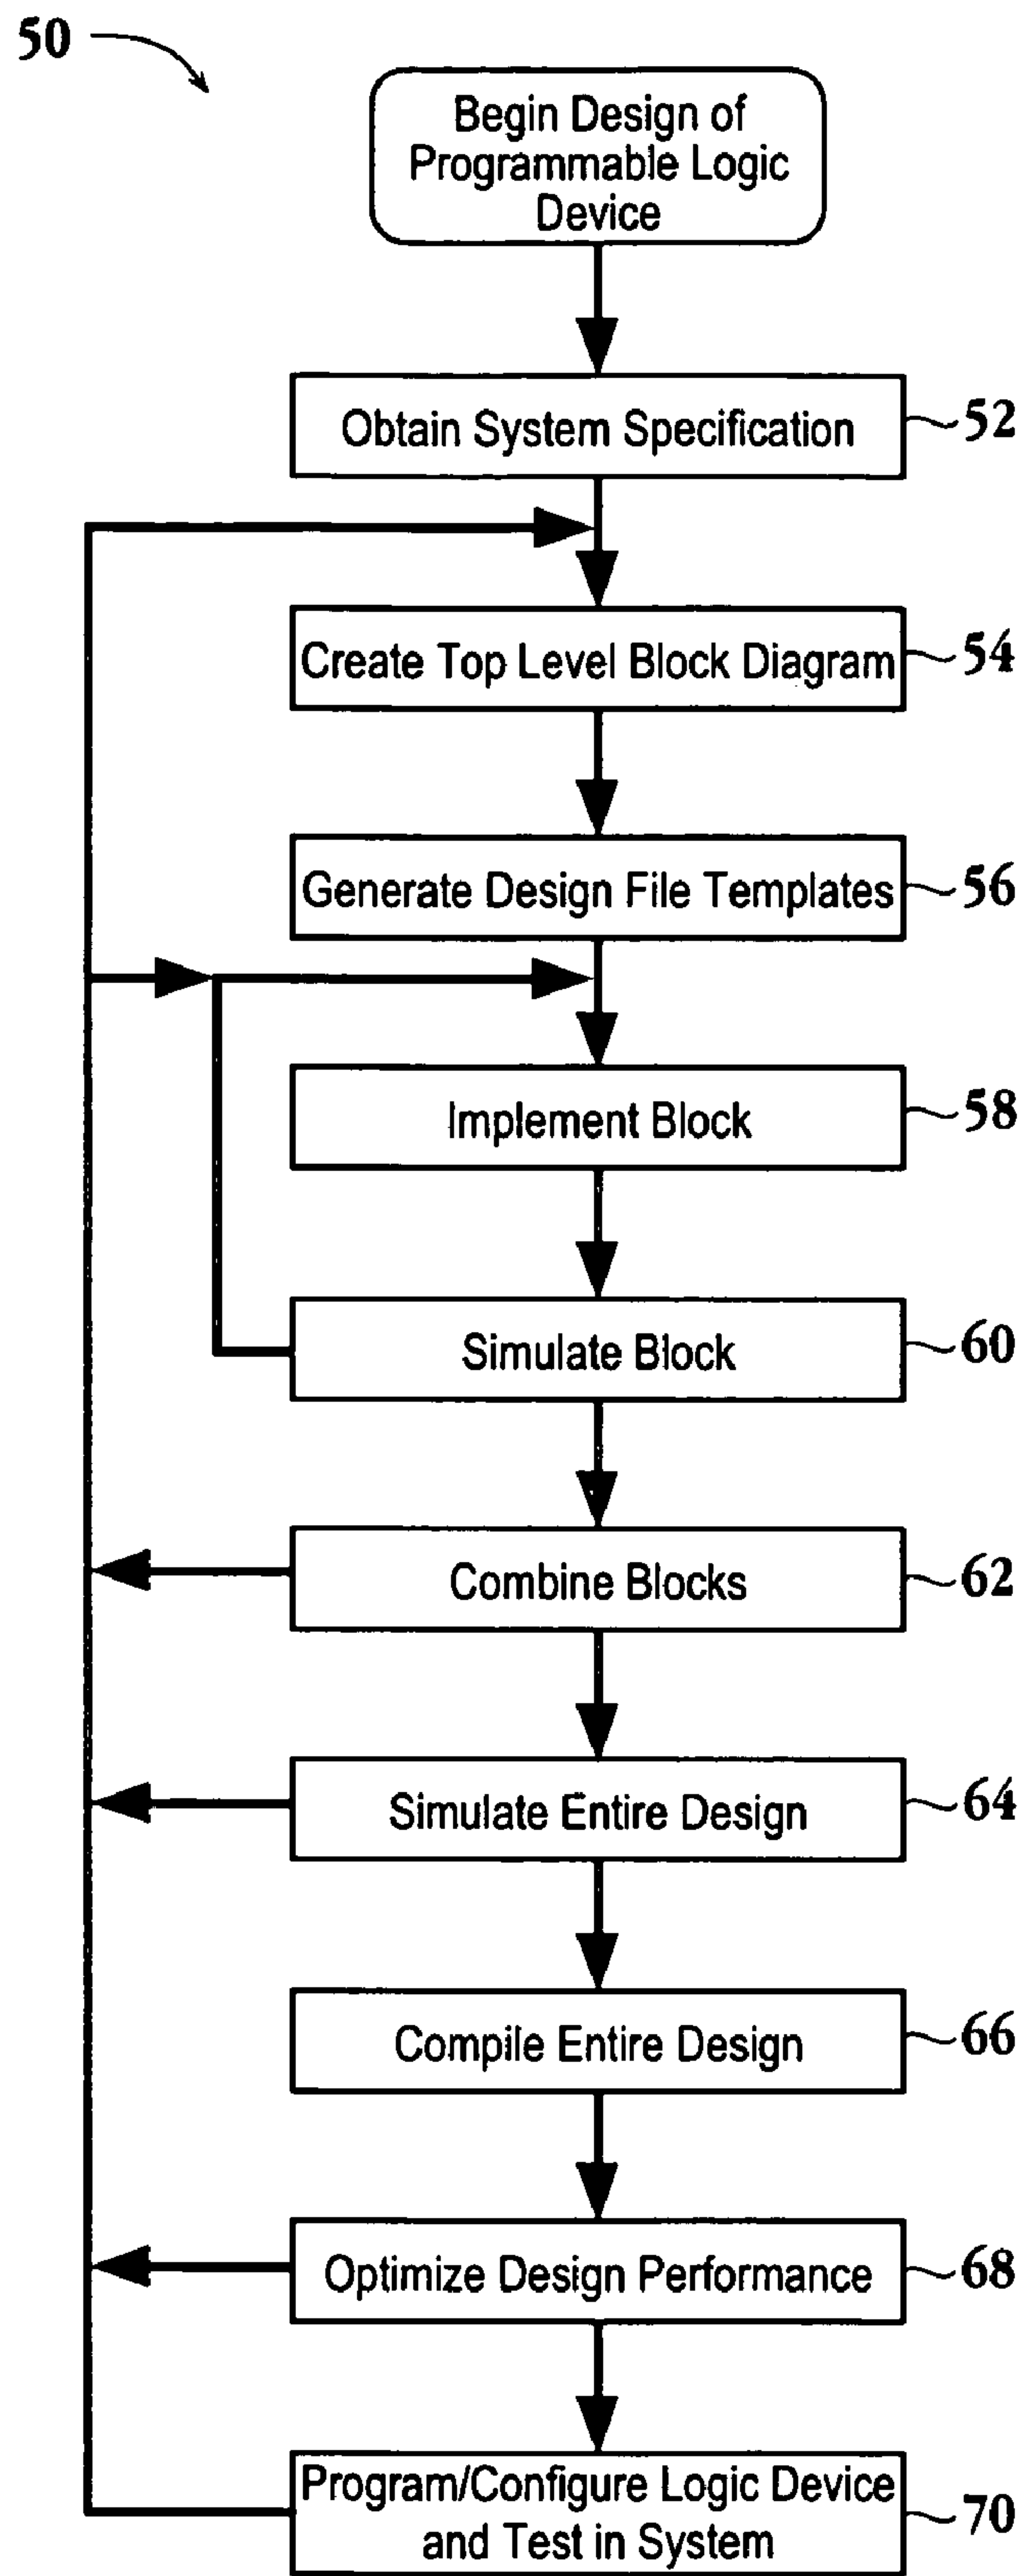 50
Begin Design of
Programmable Logic
Device
Obtain System Specification
52
Create Top Level Block Diagram
54
Generate Design File Templates
56
Implement Block
58
Simulate Block
60
Combine Blocks
62
Simulate Entire Design
64
Compile Entire Design
66
Optimize Design Performance
68
Program/Configure Logic Device
and Test in System
70